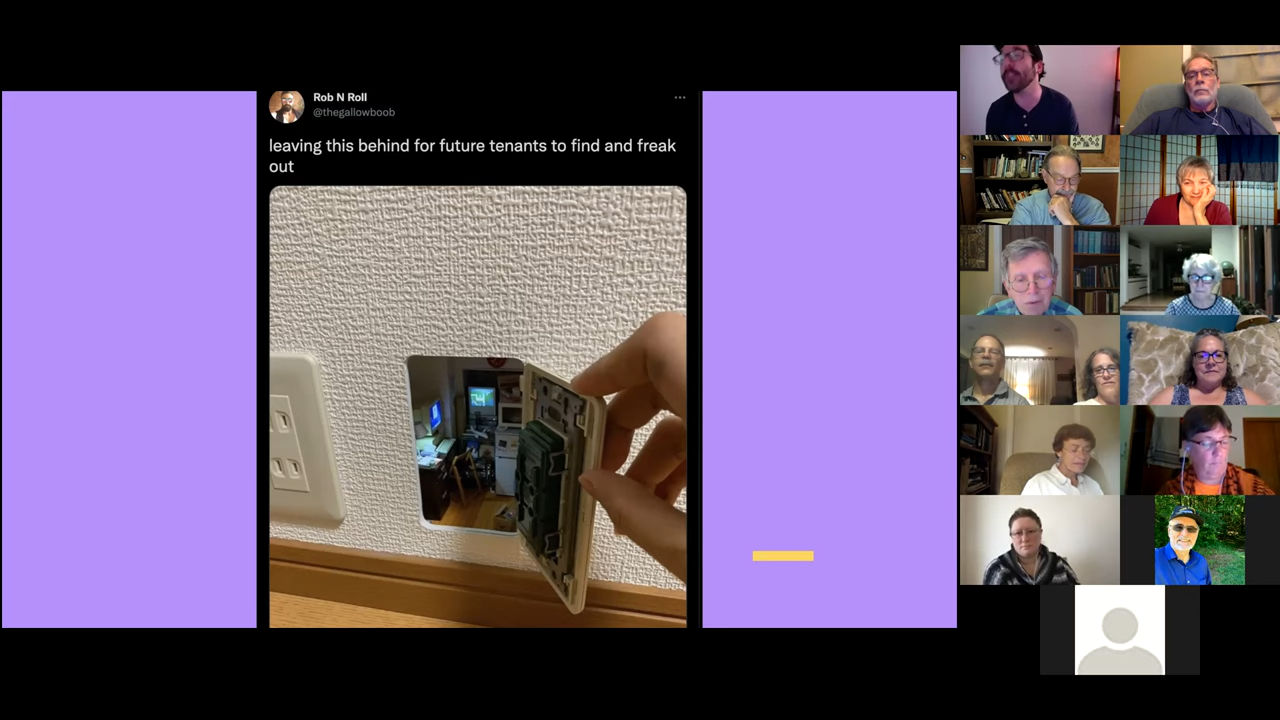 Rob N Roll
@thegallowboob
leaving this behind for future tenants to find and freak
out